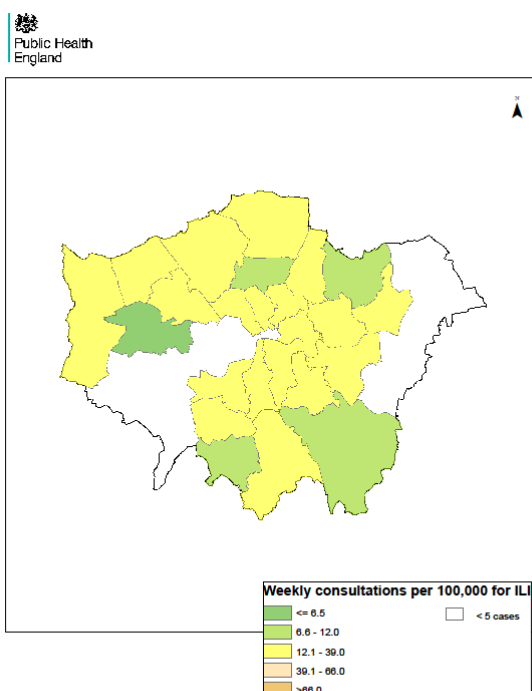 Public Health
England
Weekly consultations per 100,000 for ILI
<= 6.5
< 5 cases
6.6 - 12.0
12.1 - 39.0
39.1 - 66.0
>66.0